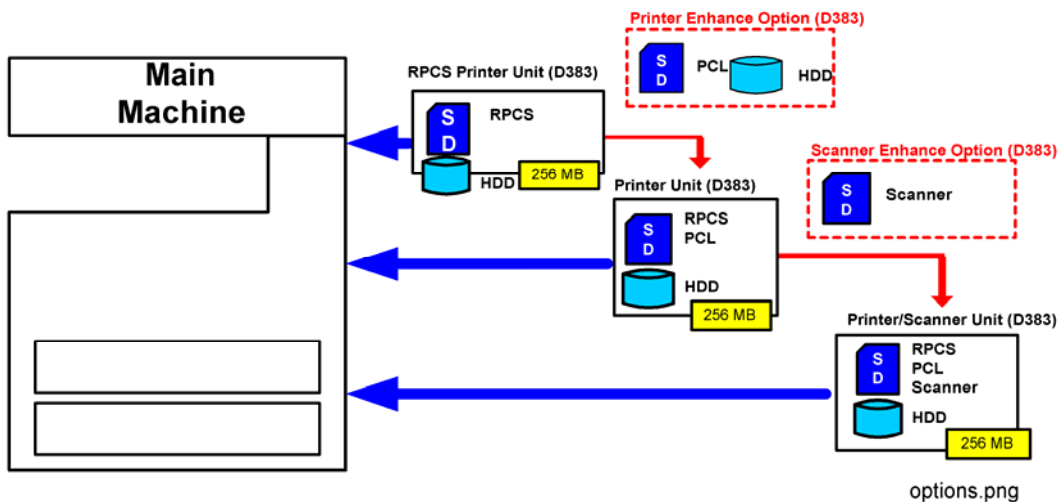 Printer Enhance Option (D383)
S
D
PCL
HDD
Main
Machine
RPCS Printer Unit (D383)
S
D
RPCS
HDD
256 MB
Scanner Enhance Option (D383)
S
D
Scanner
Printer Unit (D383)
S
D
RPCS
PCL
HDD
256 MB
Printer/Scanner Unit (D383)
S
D
RPCS
PCL
Scanner
HDD
256 MB
options.png